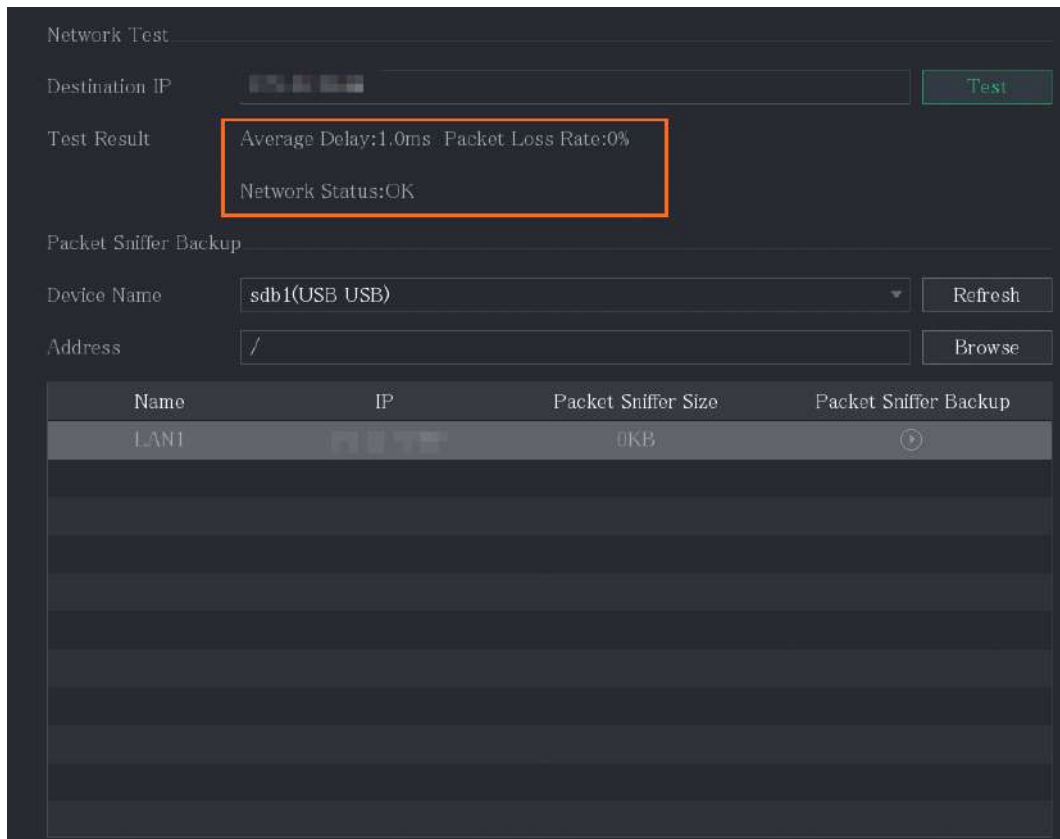 Network Test
Destination IP Test
Test Result Average Delay:1.0ms Packet Loss Rate:0%
Network Status:OK
Packet Sniffer Backup
Device Name sdb1(USB USB) Refresh
Address / Browse
Name IP Packet Sniffer Size Packet Sniffer Backup
LAN1 0KB